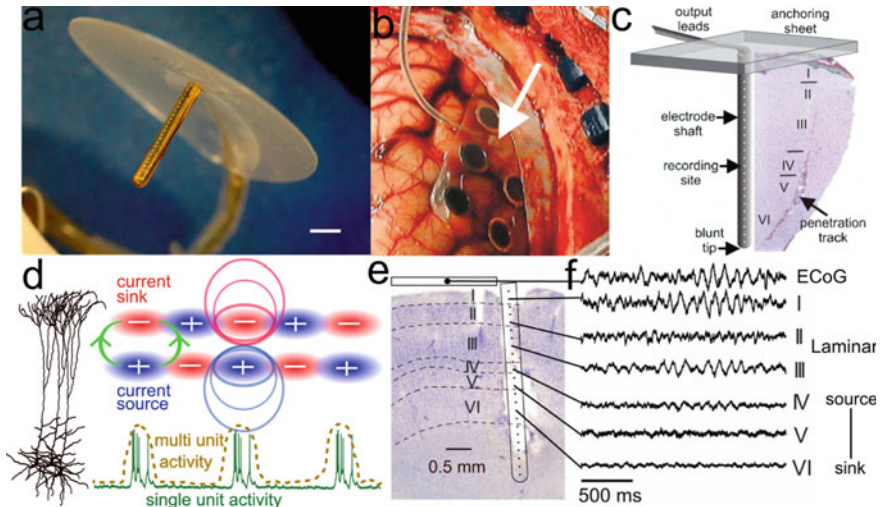 a
b
c
output leads
anchoring sheet
I
II
III
IV
V
VI
electrode shaft
recording site
blunt tip
penetration track
d
current sink
− + − + −
+ − + − +
current source
multi unit activity
single unit activity
e
I
II
III
IV
V
VI
0.5 mm
f
ECoG
I
II
Laminar
III
IV
source
V
VI
sink
500 ms